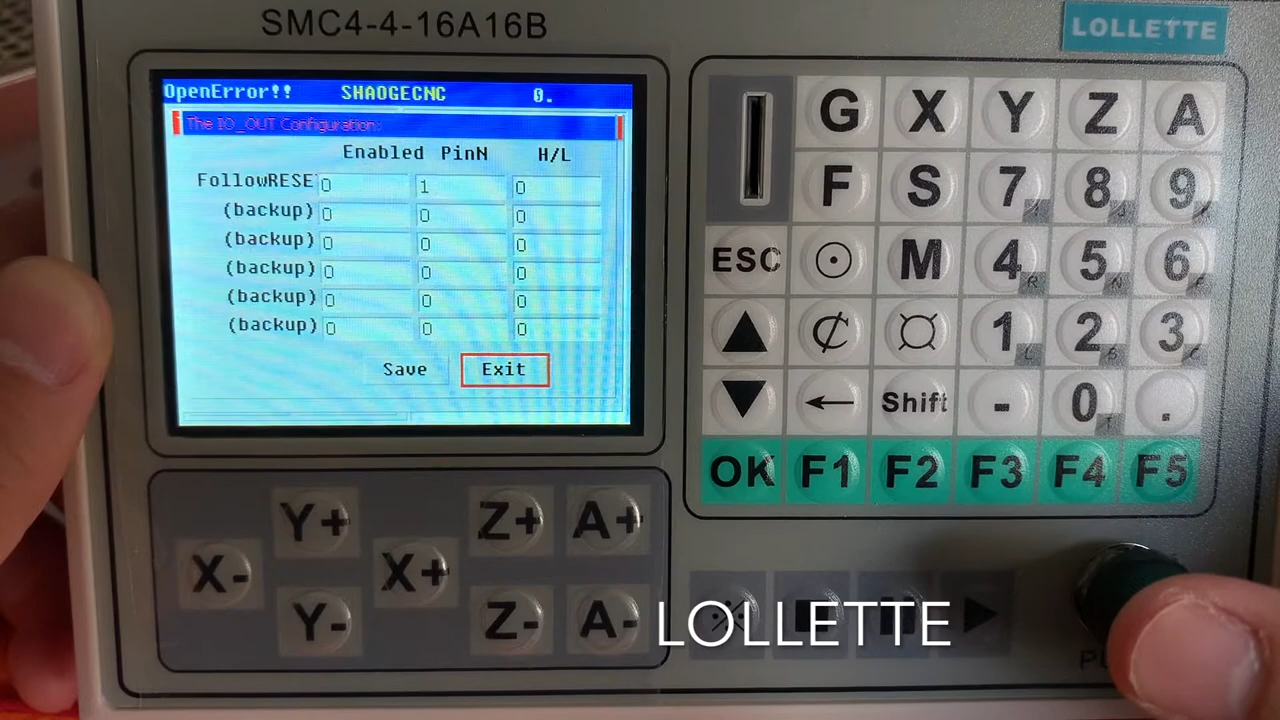 SMC4-4-16A16B
LOLLETTE
OpenError!! SHAOGECNC 0.
The IO_OUT Configuration:
Enabled PinN H/L
FollowRESE 0 1 0
(backup) 0 0 0
(backup) 0 0 0
(backup) 0 0 0
(backup) 0 0 0
(backup) 0 0 0
Save Exit
G X Y Z A
F S 7 8 9
ESC M 4 R 5 N 6
1 L 2 B 3
Shift - 0 T .
OK F1 F2 F3 F4 F5
Y+ Z+ A+
X- X+
Y- Z- A-
LOLLETTE